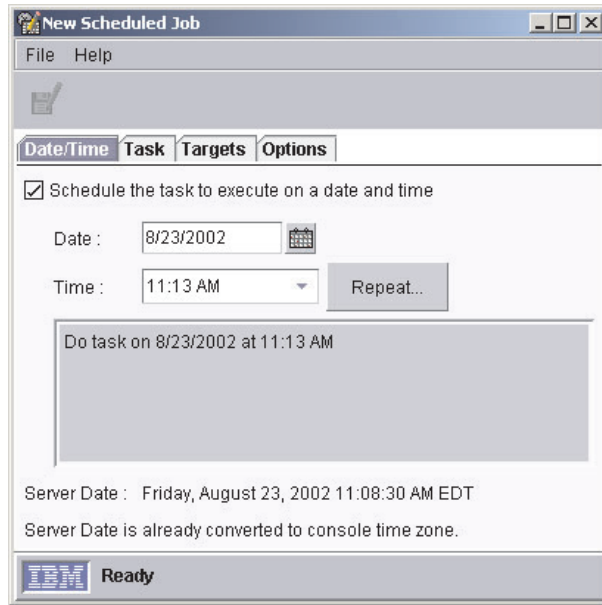 New Scheduled Job
File Help
Date/Time Task Targets Options
Schedule the task to execute on a date and time
Date : 8/23/2002
Time : 11:13 AM Repeat...
Do task on 8/23/2002 at 11:13 AM
Server Date : Friday, August 23, 2002 11:08:30 AM EDT
Server Date is already converted to console time zone.
IBM Ready